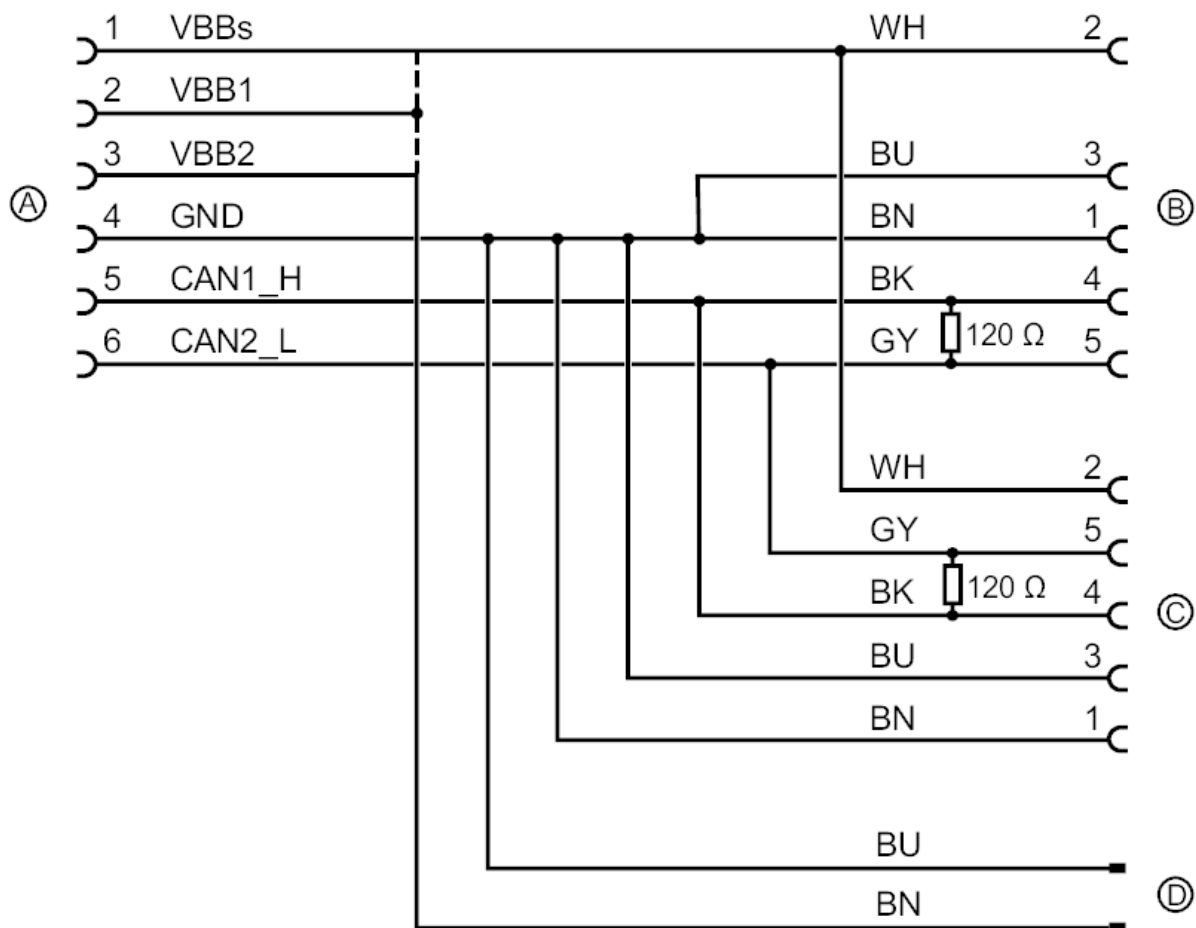 1 VBBs WH 2
2 VBB1
3 VBB2 BU 3
A B
4 GND BN 1
5 CAN1_H BK 4
120 Ω
6 CAN2_L GY 5
WH 2
GY 5
120 Ω
BK 4
C
BU 3
BN 1
BU
D
BN